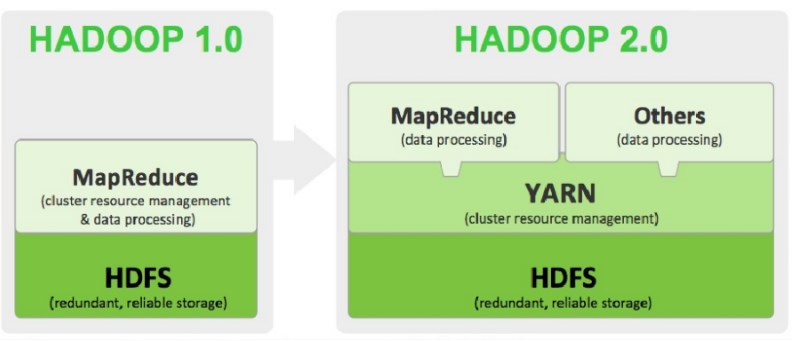 HADOOP 1.0
MapReduce
(cluster resource management
& data processing)
HDFS
(redundant, reliable storage)
HADOOP 2.0
MapReduce
(data processing)
Others
(data processing)
YARN
(cluster resource management)
HDFS
(redundant, reliable storage)